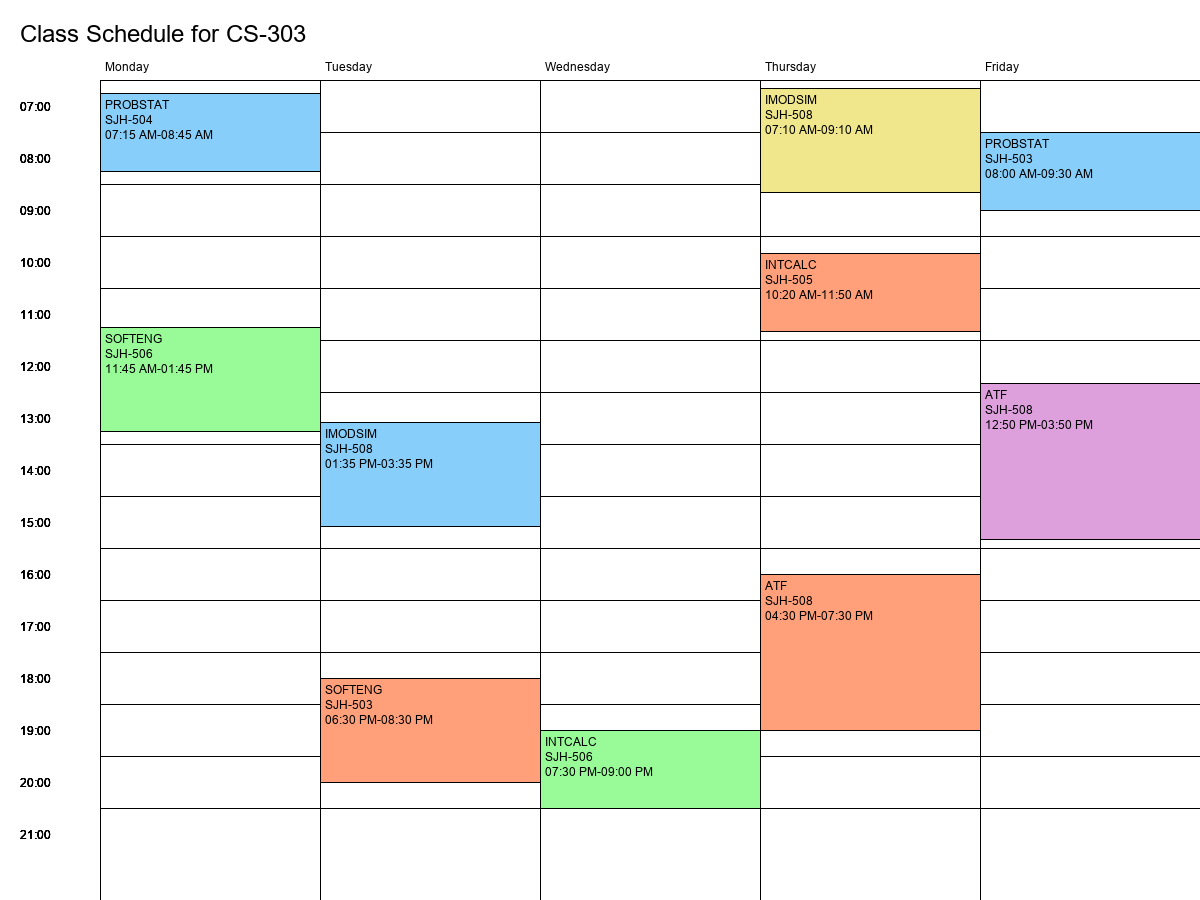 Class Schedule for CS-303
Monday
Tuesday
Wednesday
Thursday
Friday
07:00
08:00
09:00
10:00
11:00
12:00
13:00
14:00
15:00
16:00
17:00
18:00
19:00
20:00
21:00
PROBSTAT
SJH-504
07:15 AM-08:45 AM
SOFTENG
SJH-506
11:45 AM-01:45 PM
IMODSIM
SJH-508
01:35 PM-03:35 PM
SOFTENG
SJH-503
06:30 PM-08:30 PM
INTCALC
SJH-506
07:30 PM-09:00 PM
IMODSIM
SJH-508
07:10 AM-09:10 AM
INTCALC
SJH-505
10:20 AM-11:50 AM
ATF
SJH-508
04:30 PM-07:30 PM
PROBSTAT
SJH-503
08:00 AM-09:30 AM
ATF
SJH-508
12:50 PM-03:50 PM